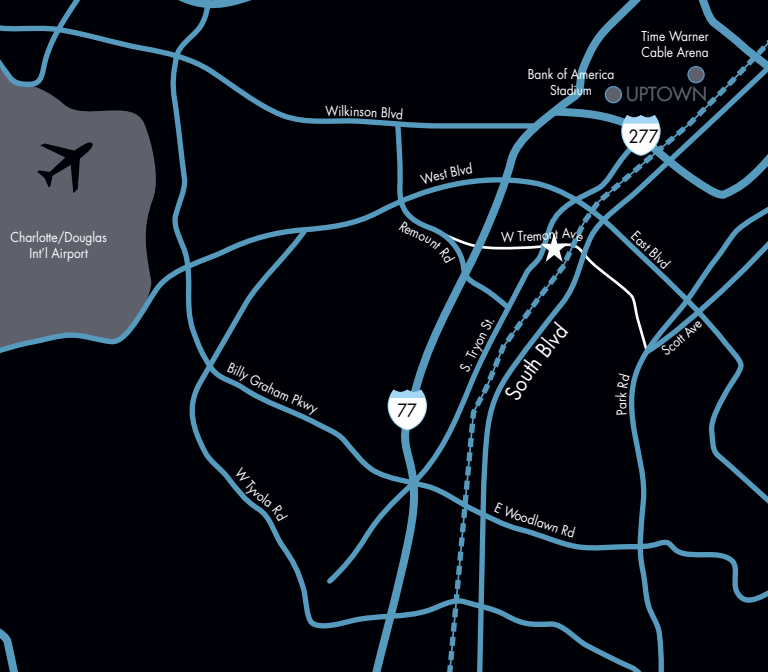 Time Warner
Cable Arena
Bank of America
Stadium
UPTOWN
Wilkinson Blvd
277
West Blvd
Charlotte/Douglas
Int'l Airport
Remount Rd
W Tremont Ave
East Blvd
S. Tryon St.
South Blvd
Scott Ave
Billy Graham Pkwy
77
Park Rd
W Tyvola Rd
E Woodlawn Rd